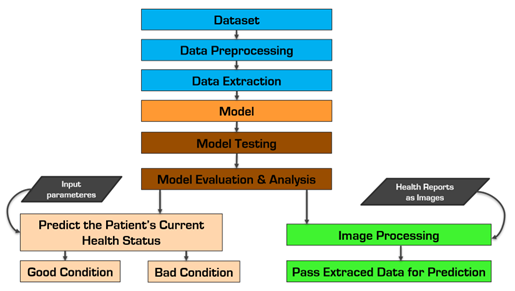 Dataset
Data Preprocessing
Data Extraction
Model
Model Testing
Model Evaluation & Analysis
Input
parameteres
Health Reports
as Images
Predict the Patient's Current
Health Status
Image Processing
Good Condition
Bad Condition
Pass Extraced Data for Prediction